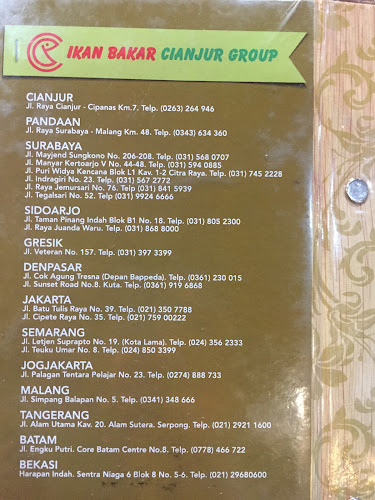 IKAN BAKAR CIANJUR GROUP
CIANJUR
Jl. Raya Cianjur - Cipanas Km.7. Telp. (0263) 264 946
PANDAAN
Jl. Raya Surabaya - Malang Km. 48. Telp. (0343) 634 360
SURABAYA
Jl. Mayjend Sungkono No. 206-208. Telp. (031) 568 0707
Jl. Manyar Kertoarjo V No. 44-48. Telp. (031) 594 0885
Jl. Puri Widya Kencana Blok L1 Kav. 1-2 Citra Raya. Telp. (031) 745 2228
Jl. Indragiri No. 23. Telp. (031) 567 2772
Jl. Raya Jemursari No. 76. Telp (031) 841 5939
Jl. Tegalsari No. 52. Telp (031) 9924 6666
SIDOARJO
Jl. Taman Pinang Indah Blok B1 No. 18. Telp. (031) 805 2300
Jl. Raya Juanda Waru. Telp. (031) 868 8000
GRESIK
Jl. Veteran No. 157. Telp. (031) 397 3399
DENPASAR
Jl. Cok Agung Tresna (Depan Bappeda). Telp. (0361) 230 015
Jl. Sunset Road No.8. Kuta. Telp. (0361) 919 6868
JAKARTA
Jl. Batu Tulis Raya No. 39. Telp. (021) 350 7788
Jl. Cipete Raya No. 35. Telp. (021) 759 00222
SEMARANG
Jl. Letjen Suprapto No. 19. (Kota Lama). Telp. (024) 356 2333
Jl. Teuku Umar No. 8. Telp. (024) 850 3399
JOGJAKARTA
Jl. Palagan Tentara Pelajar No. 23. Telp. (0274) 888 733
MALANG
Jl. Simpang Balapan No. 5. Telp. (0341) 348 666
TANGERANG
Jl. Alam Utama Kav. 20. Alam Sutera. Serpong. Telp. (021) 2921 1600
BATAM
Jl. Engku Putri. Core Batam Centre No.8. Telp. (0778) 466 722
BEKASI
Harapan Indah. Sentra Niaga 6 Blok 8 No. 5-6. Telp. (021) 29680600